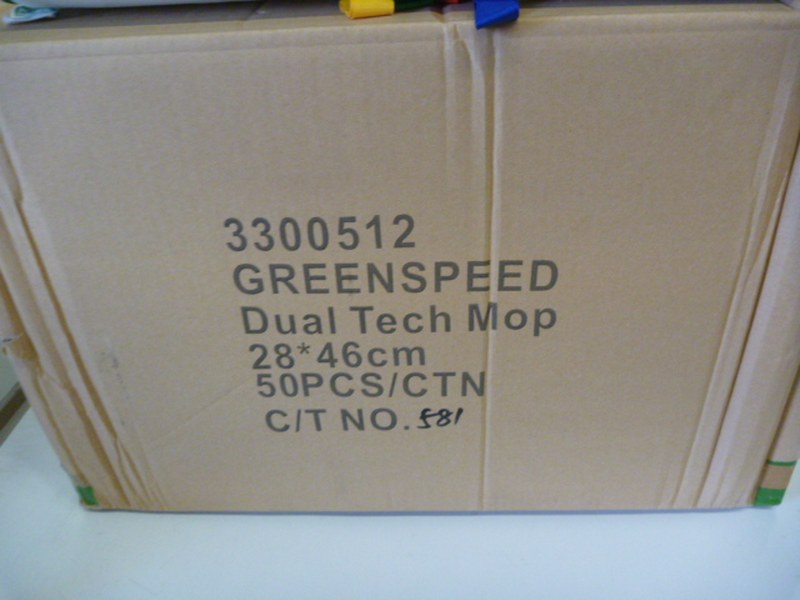 3300512
GREENSPEED
Dual Tech Mop
28*46cm
50PCS/CTN
C/T NO. 581